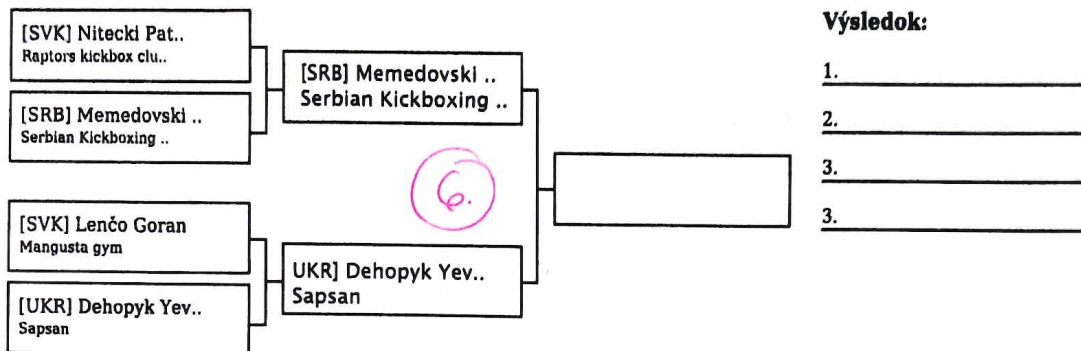 [SVK] Nitecki Pat..
Raptors kickbox clu..
[SRB] Memedovski ..
Serbian Kickboxing ..
[SVK] Lenčo Goran
Mangusta gym
[UKR] Dehopyk Yev..
Sapsan
[SRB] Memedovski ..
Serbian Kickboxing ..
6.
UKR] Dehopyk Yev..
Sapsan
Výsledok:
1.
2.
3.
3.